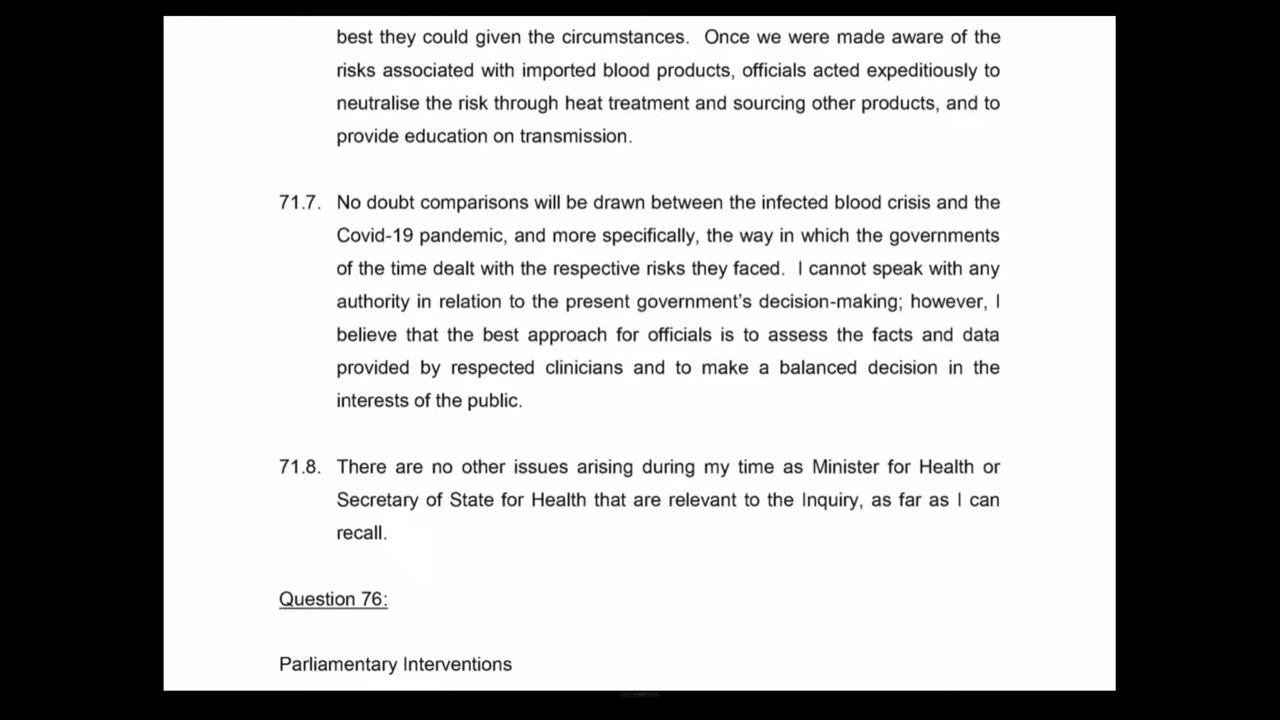 best they could given the circumstances. Once we were made aware of the
risks associated with imported blood products, officials acted expeditiously to
neutralise the risk through heat treatment and sourcing other products, and to
provide education on transmission.
71.7. No doubt comparisons will be drawn between the infected blood crisis and the
Covid-19 pandemic, and more specifically, the way in which the governments
of the time dealt with the respective risks they faced. I cannot speak with any
authority in relation to the present government's decision-making; however, I
believe that the best approach for officials is to assess the facts and data
provided by respected clinicians and to make a balanced decision in the
interests of the public.
71.8. There are no other issues arising during my time as Minister for Health or
Secretary of State for Health that are relevant to the Inquiry, as far as I can
recall.
Question 76:
Parliamentary Interventions